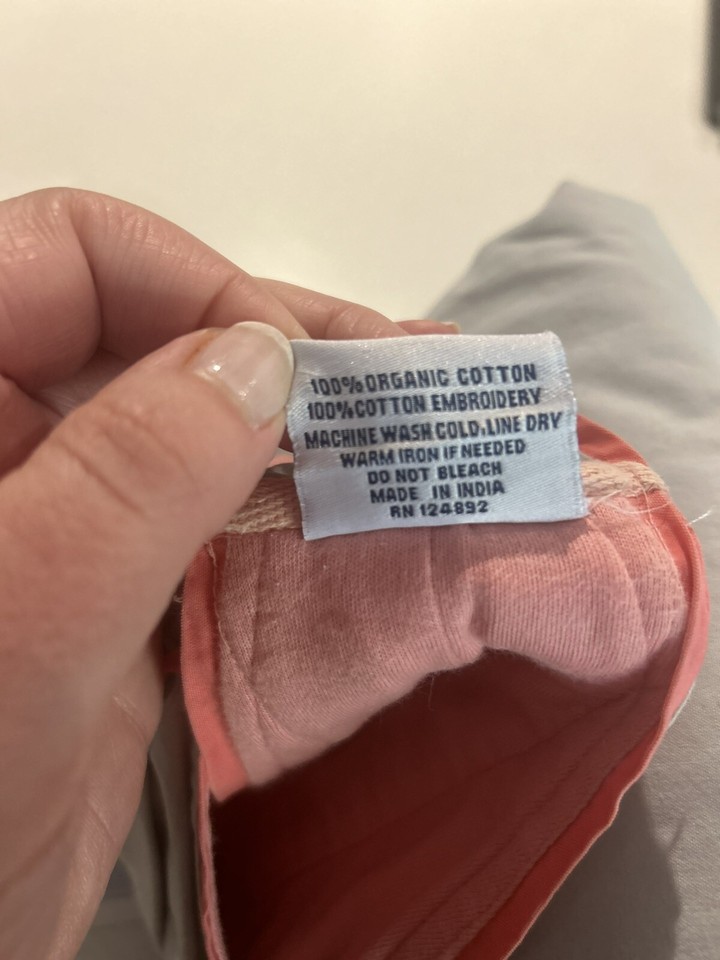 100% ORGANIC COTTON
100% COTTON EMBROIDERY
MACHINE WASH COLD, LINE DRY
WARM IRON IF NEEDED
DO NOT BLEACH
MADE IN INDIA
RN 124892